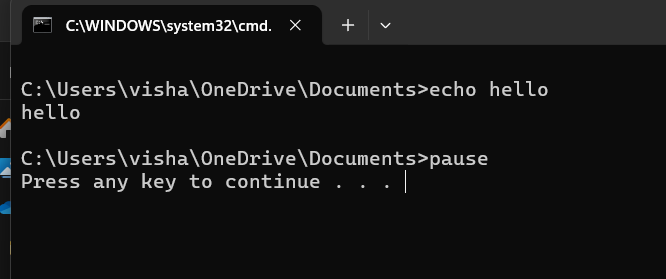 C:\WINDOWS\system32\cmd.
C:\Users\visha\OneDrive\Documents>echo hello
hello
C:\Users\visha\OneDrive\Documents>pause
Press any key to continue . . .